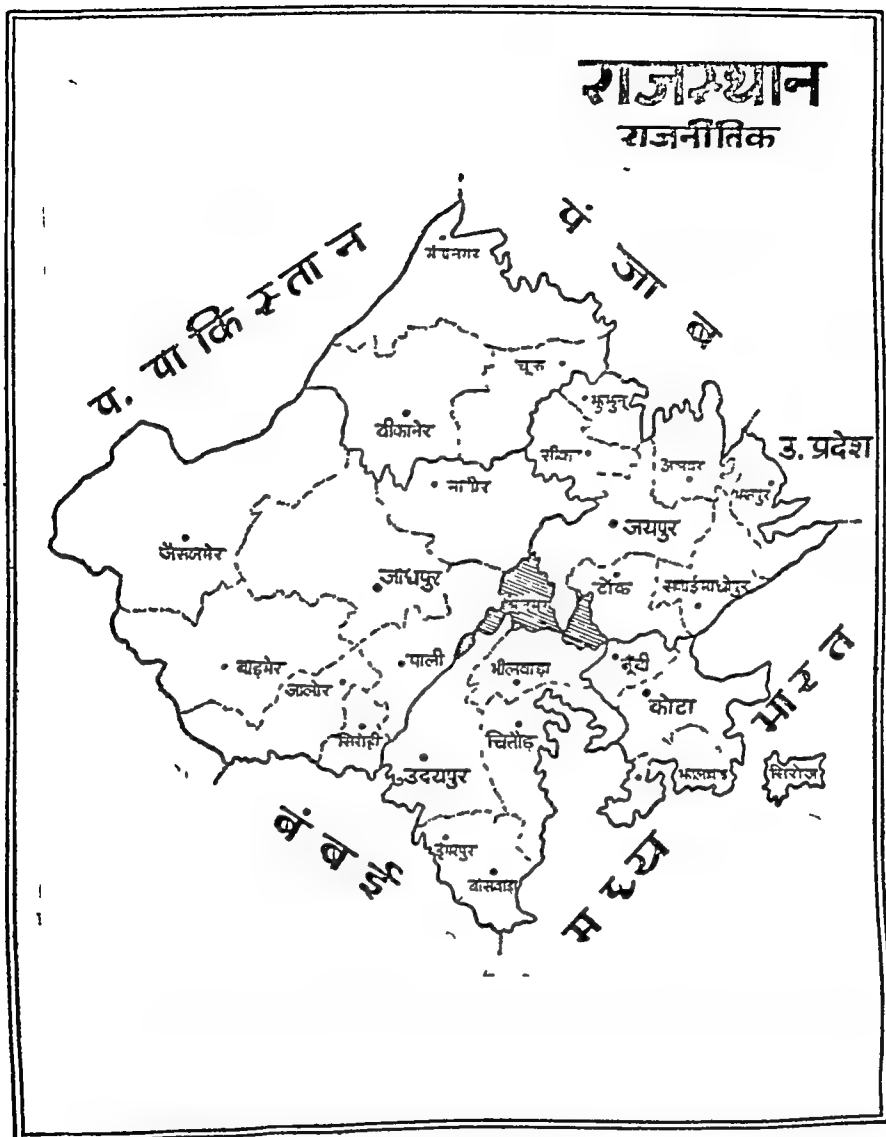 राजस्थान
राजनीतिक
पंजाब
प. पाकिस्तान
गंगानगर
चूरू
झुंझुनू
बीकानेर
सीकर
उ. प्रदेश
अलवर
नागौर
भरतपुर
जयपुर
जैसलमेर
जोधपुर
टोंक
सवाईमाधोपुर
बाड़मेर
पाली
भीलवाड़ा
बूँदी
जालोर
कोटा
सिरोही
चितौड़
उदयपुर
झालावाड़
सिरोंज
डूंगरपुर
बांसवाड़ा
बंबई
मध्य भारत